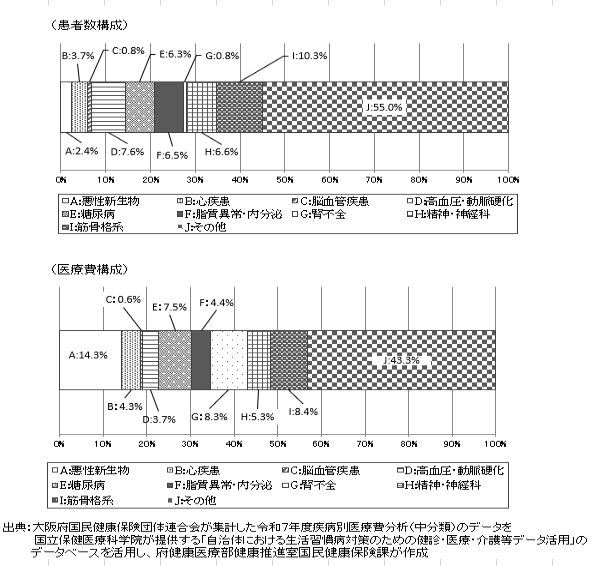 （患者数構成）
B:3.7%
C:0.8%
E:6.3%
G:0.8%
I:10.3%
J:55.0%
A:2.4%
D:7.6%
F:6.5%
H:6.6%
0% 10% 20% 30% 40% 50% 60% 70% 80% 90% 100%
A:悪性新生物 B:心疾患 C:脳血管疾患 D:高血圧・動脈硬化
E:糖尿病 F:脂質異常・内分泌 G:腎不全 H:精神・神経科
I:筋骨格系 J:その他
（医療費構成）
C:0.6%
E:7.5%
F:4.4%
A:14.3%
J:43.3%
B:4.3%
D:3.7%
G:8.3%
H:5.3%
I:8.4%
0% 10% 20% 30% 40% 50% 60% 70% 80% 90% 100%
A:悪性新生物 B:心疾患 C:脳血管疾患 D:高血圧・動脈硬化
E:糖尿病 F:脂質異常・内分泌 G:腎不全 H:精神・神経科
I:筋骨格系 J:その他
出典：大阪府国民健康保険団体連合会が集計した令和7年度疾病別医療費分析（中分類）のデータを
国立保健医療科学院が提供する「自治体における生活習慣病対策のための健診・医療・介護等データ活用」の
データベースを活用し、府健康医療部健康推進室国民健康保険課が作成